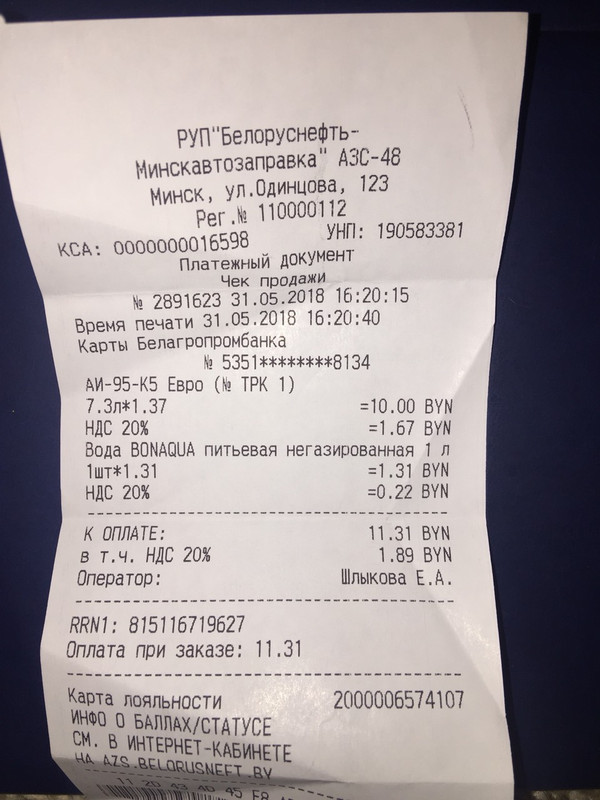 РУП"Белоруснефть-
Минскавтозаправка" АЗС-48
Минск, ул.Одинцова, 123
Рег.№ 110000112
КСА: 0000000016598 УНП: 190583381
Платежный документ
Чек продажи
№ 2891623 31.05.2018 16:20:15
Время печати 31.05.2018 16:20:40
Карты Белагропромбанка
№ 5351********8134
АИ-95-К5 Евро (№ ТРК 1)
7.3л*1.37 =10.00 BYN
НДС 20% =1.67 BYN
Вода BONAQUA питьевая негазированная 1 л
1шт*1.31 =1.31 BYN
НДС 20% =0.22 BYN
К ОПЛАТЕ: 11.31 BYN
в т.ч. НДС 20% 1.89 BYN
Оператор: Шлыкова Е.А.
RRN1: 815116719627
Оплата при заказе: 11.31
Карта лояльности 2000006574107
ИНФО О БАЛЛАХ/СТАТУСЕ
СМ. В ИНТЕРНЕТ-КАБИНЕТЕ
НА AZS.BELORUSNEFT.BY